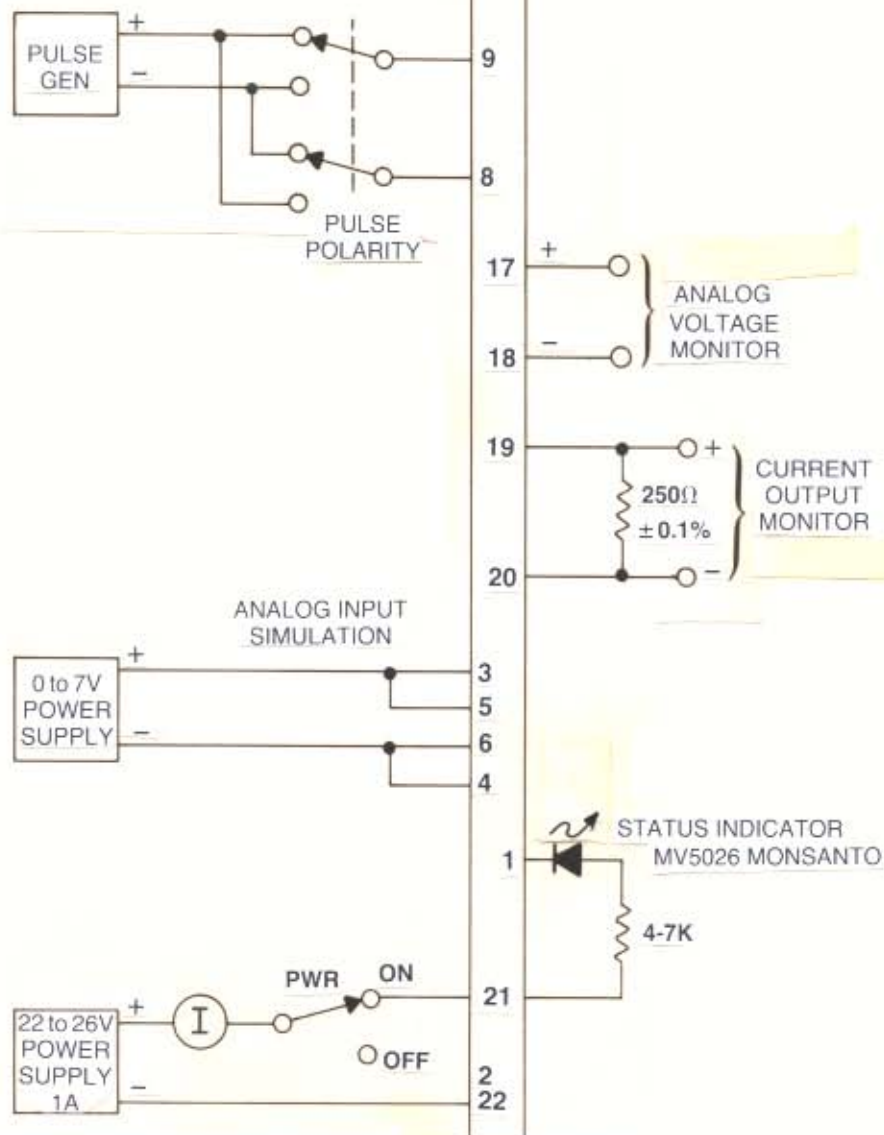 +
PULSE
GEN
−
9
8
PULSE
POLARITY
17
+
ANALOG
VOLTAGE
MONITOR
18
−
19
+
250Ω
±0.1%
CURRENT
OUTPUT
MONITOR
20
−
ANALOG INPUT
SIMULATION
+
0 to 7V
POWER
SUPPLY
−
3
5
6
4
STATUS INDICATOR
MV5026 MONSANTO
1
4-7K
PWR
ON
21
+
I
22 to 26V
POWER
SUPPLY
1A
−
OFF
2
22